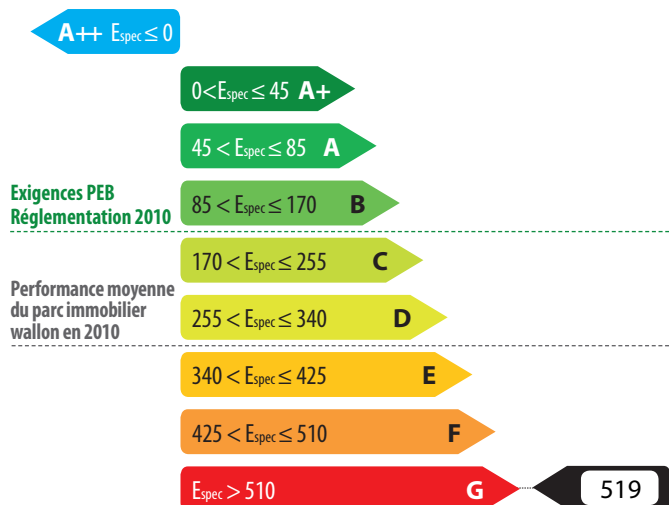 A++ Espec ≤ 0
0<Espec ≤ 45 A+
45 < Espec ≤ 85 A
Exigences PEB
Réglementation 2010
85 < Espec ≤ 170 B
170 < Espec ≤ 255 C
Performance moyenne
du parc immobilier
wallon en 2010
255 < Espec ≤ 340 D
340 < Espec ≤ 425 E
425 < Espec ≤ 510 F
Espec > 510 G 519